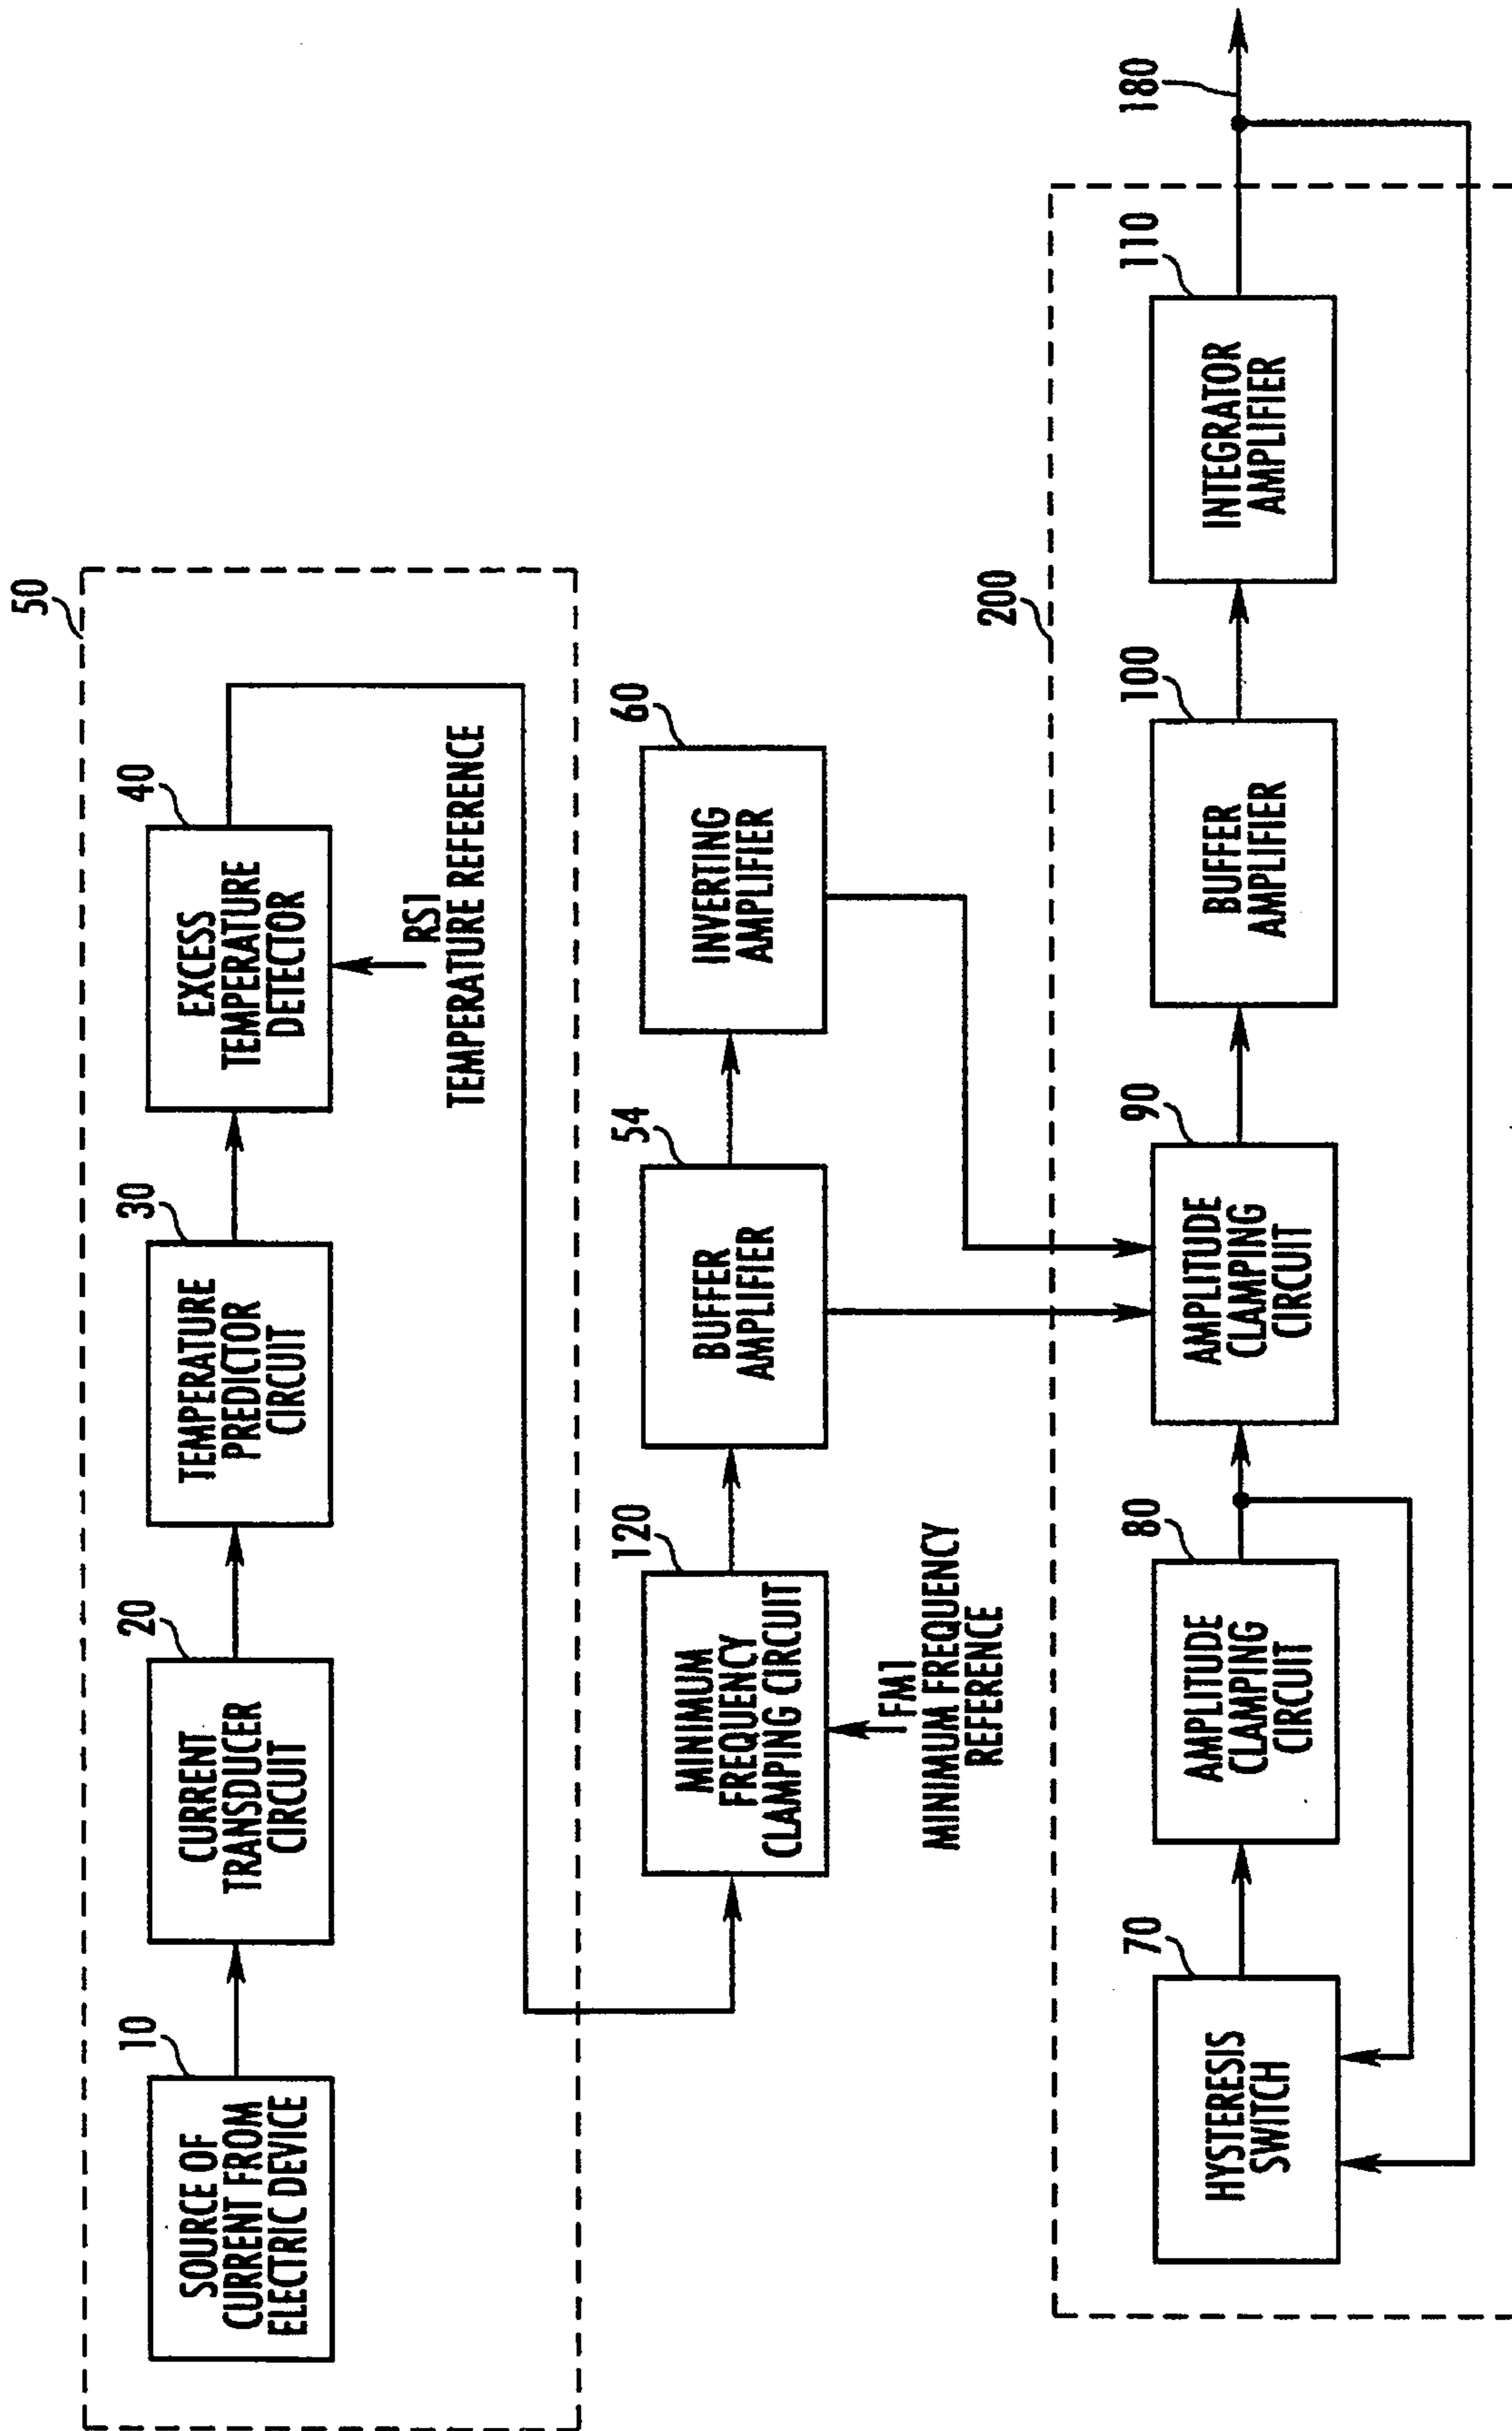 50
10
SOURCE OF
CURRENT FROM
ELECTRIC DEVICE
20
CURRENT
TRANSDUCER
CIRCUIT
30
TEMPERATURE
PREDICTOR
CIRCUIT
40
EXCESS
TEMPERATURE
DETECTOR
RS1
TEMPERATURE REFERENCE
120
MINIMUM
FREQUENCY
CLAMPING CIRCUIT
FM1
MINIMUM FREQUENCY
REFERENCE
54
BUFFER
AMPLIFIER
60
INVERTING
AMPLIFIER
200
70
HYSTERESIS
SWITCH
80
AMPLITUDE
CLAMPING
CIRCUIT
90
AMPLITUDE
CLAMPING
CIRCUIT
100
BUFFER
AMPLIFIER
110
INTEGRATOR
AMPLIFIER
180